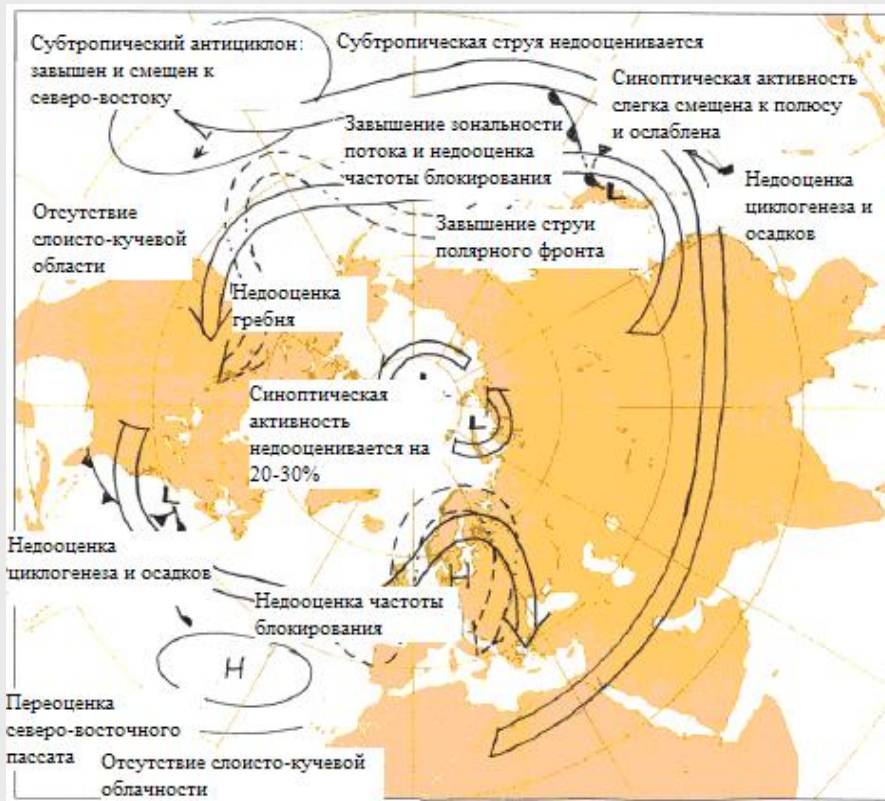 Субтропический антициклон:
завышен и смещен к
северо-востоку
Субтропическая струя недооценивается
Синоптическая активность
слегка смещена к полюсу
и ослаблена
Завышение зональности
потока и недооценка
частоты блокирования
Недооценка
циклогенеза и
осадков
Отсутствие
слоисто-кучевой
области
Завышение струи
полярного фронта
L
Недооценка
гребня
Синоптическая
активность
недооценивается на
20-30%
L
L
Недооценка
циклогенеза и осадков
H
Недооценка частоты
блокирования
H
Переоценка
северо-восточного
пассата
Отсутствие слоисто-кучевой
облачности